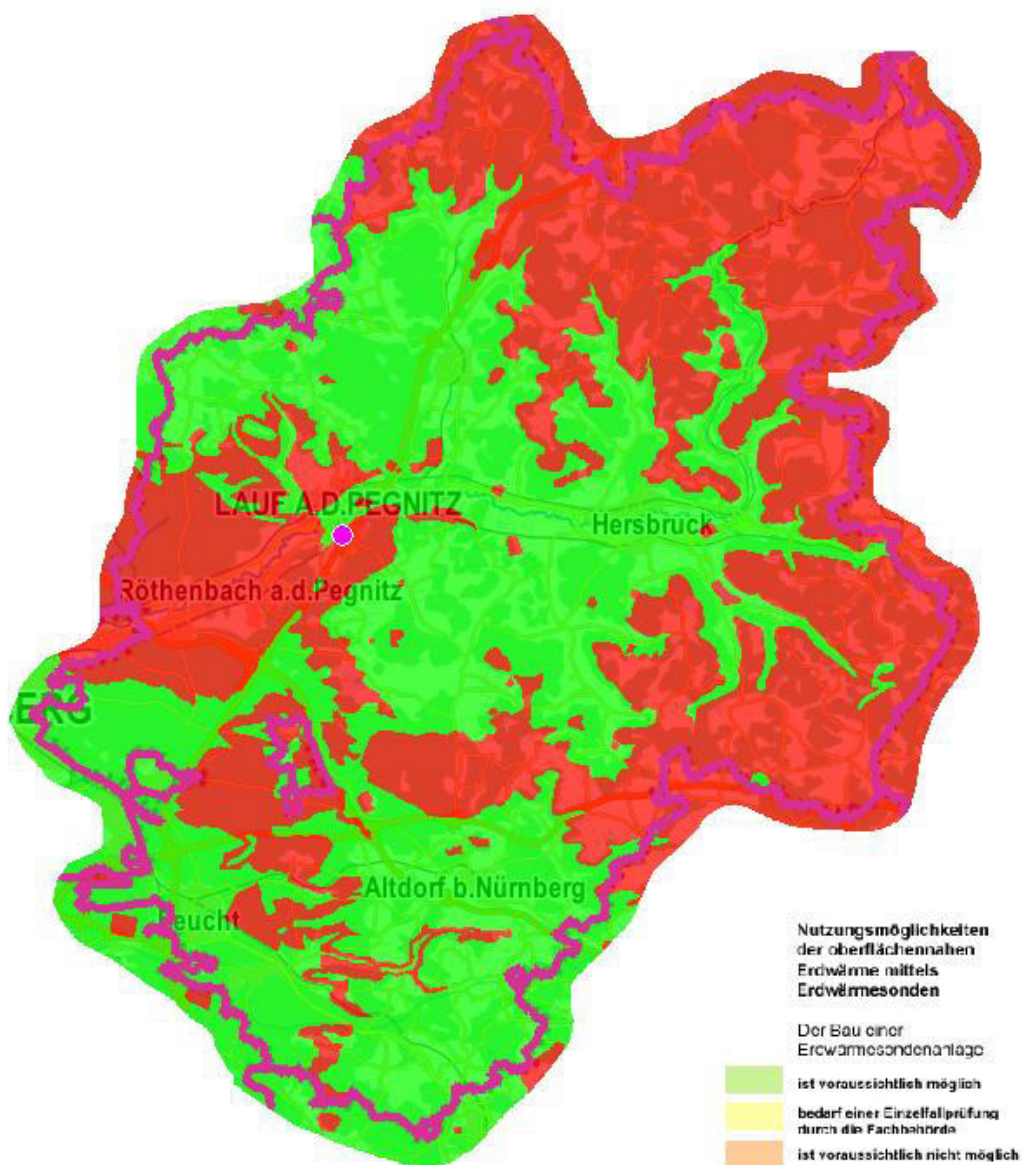 LAUF A.D.PEGNITZ
Hersbruck
Röthenbach a.d.Pegnitz
ERG
Altdorf b.Nürnberg
Feucht
Nutzungsmöglichkeiten
der oberflächennahen
Erdwärme mittels
Erdwärmesonden
Der Bau einer
Erdwärmesondenanlage
ist voraussichtlich möglich
bedarf einer Einzelfallprüfung
durch die Fachbehörde
ist voraussichtlich nicht möglich